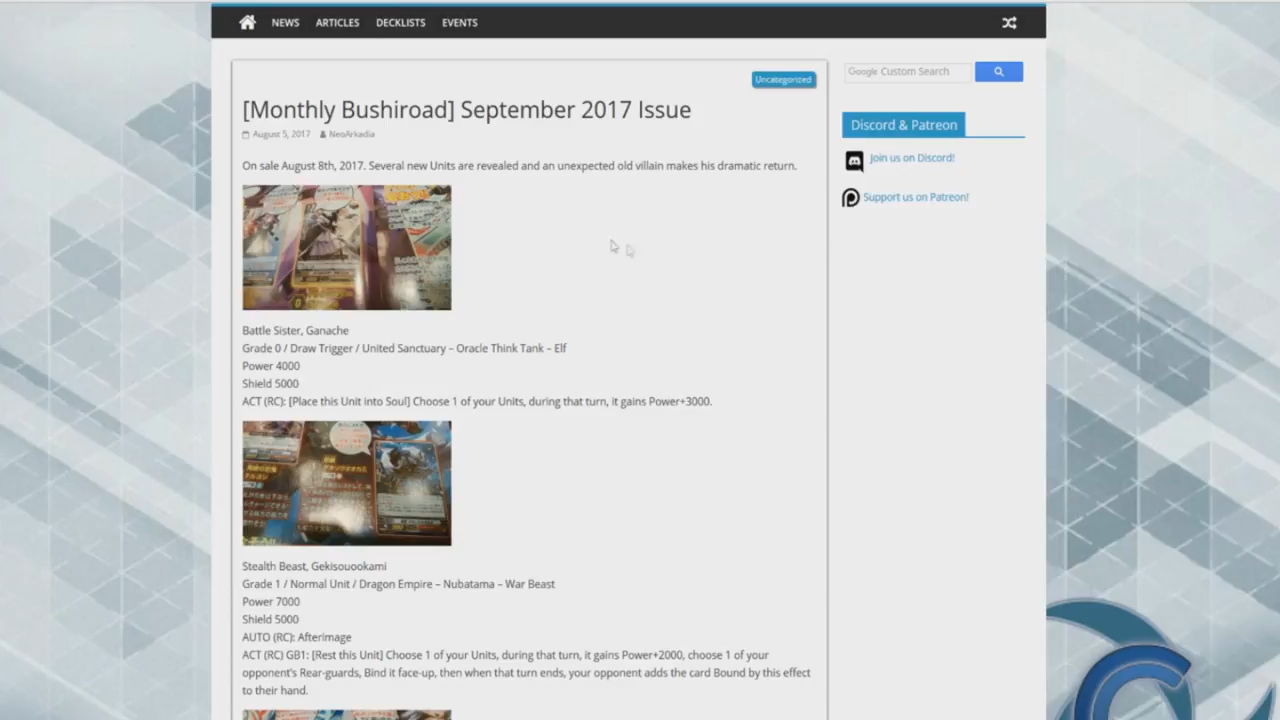 NEWS ARTICLES DECKLISTS EVENTS
Uncategorized
[Monthly Bushiroad] September 2017 Issue
August 5, 2017 NeoArkadia
On sale August 8th, 2017. Several new Units are revealed and an unexpected old villain makes his dramatic return.
Battle Sister, Ganache
Grade 0 / Draw Trigger / United Sanctuary – Oracle Think Tank – Elf
Power 4000
Shield 5000
ACT (RC): [Place this Unit into Soul] Choose 1 of your Units, during that turn, it gains Power+3000.
Stealth Beast, Gekisouookami
Grade 1 / Normal Unit / Dragon Empire – Nubatama – War Beast
Power 7000
Shield 5000
AUTO (RC): Afterimage
ACT (RC) GB1: [Rest this Unit] Choose 1 of your Units, during that turn, it gains Power+2000, choose 1 of your
opponent's Rear-guards, Bind it face-up, then when that turn ends, your opponent adds the card Bound by this effect
to their hand.
Google Custom Search
Discord & Patreon
Join us on Discord!
Support us on Patreon!